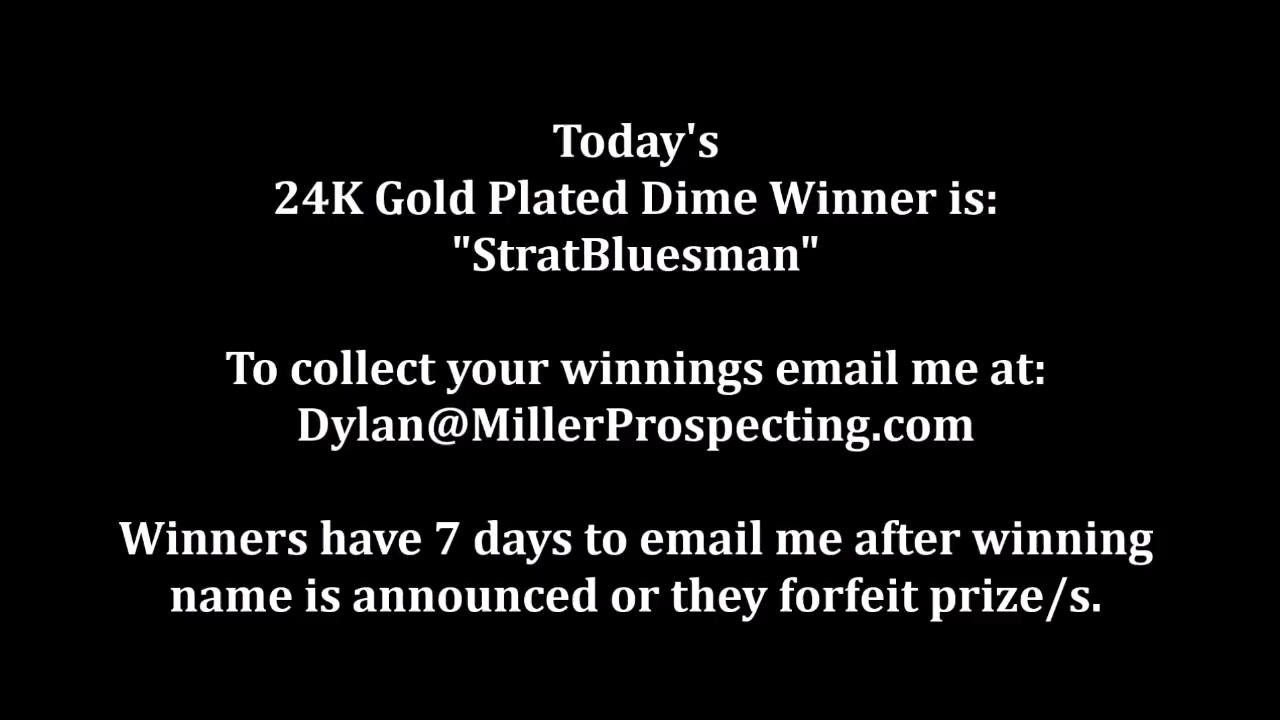 Today's
24K Gold Plated Dime Winner is:
"StratBluesman"
To collect your winnings email me at:
Dylan@MillerProspecting.com
Winners have 7 days to email me after winning
name is announced or they forfeit prize/s.